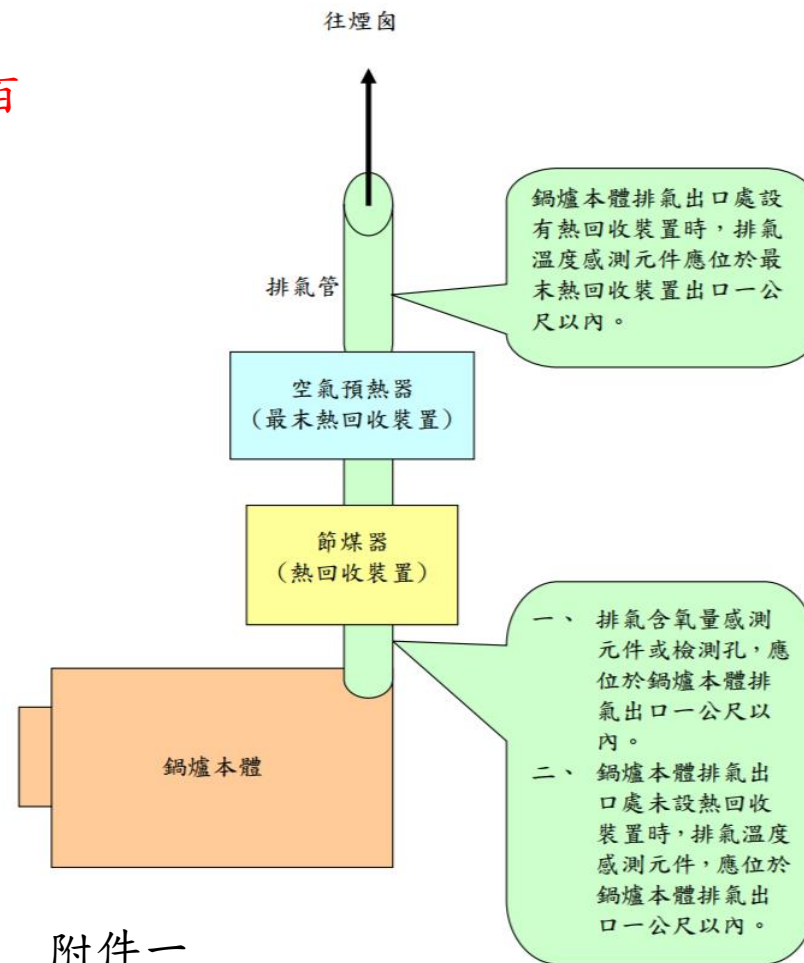 往煙囪
百
鍋爐本體排氣出口處設
有熱回收裝置時，排氣
溫度感測元件應位於最
末熱回收裝置出口一公
尺以內。
排氣管
空氣預熱器
（最末熱回收裝置）
節煤器
（熱回收裝置）
一、 排氣含氧量感測
元件或檢測孔，應
位於鍋爐本體排
氣出口一公尺以
內。
二、 鍋爐本體排氣出
口處未設熱回收
裝置時，排氣溫度
感測元件，應位於
鍋爐本體排氣出
口一公尺以內。
鍋爐本體
附件一